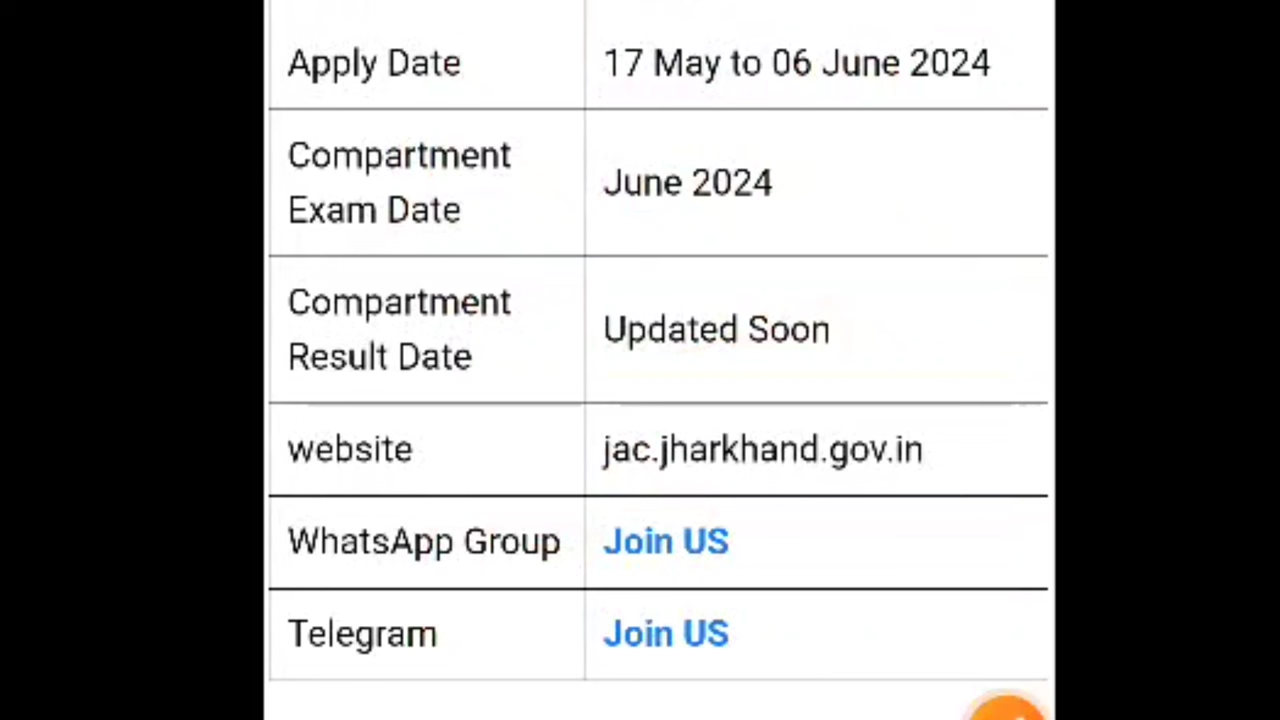 Apply Date 17 May to 06 June 2024
Compartment
Exam Date
June 2024
Compartment
Result Date
Updated Soon
website jac.jharkhand.gov.in
WhatsApp Group Join US
Telegram Join US